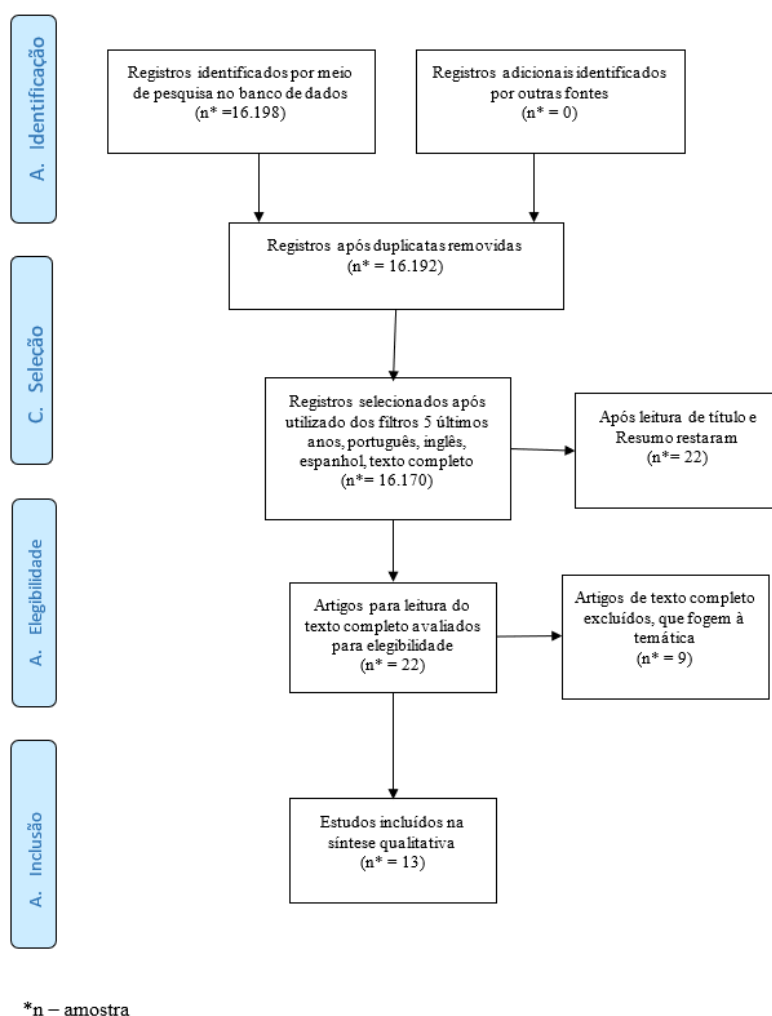 A. Identificação
Registros identificados por meio
de pesquisa no banco de dados
(n* =16.198)
Registros adicionais identificados
por outras fontes
(n* = 0)
Registros após duplicatas removidas
(n* = 16.192)
C. Seleção
Registros selecionados após
utilizado dos filtros 5 últimos
anos, português, inglês,
espanhol, texto completo
(n*= 16.170)
Após leitura de título e
Resumo restaram
(n*= 22)
A. Elegibilidade
Artigos para leitura do
texto completo avaliados
para elegibilidade
(n* = 22)
Artigos de texto completo
excluídos, que fogem à
temática
(n* = 9)
A. Inclusão
Estudos incluídos na
síntese qualitativa
(n* = 13)
*n – amostra